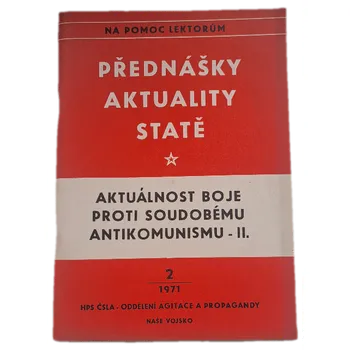 NA POMOC LEKTORŮM
PŘEDNÁŠKY
AKTUALITY
STATĚ
AKTUÁLNOST BOJE
PROTI SOUDOBÉMU
ANTIKOMUNISMU - II.
2
1971
HPS ČSLA - ODDĚLENÍ AGITACE A PROPAGANDY
NAŠE VOJSKO